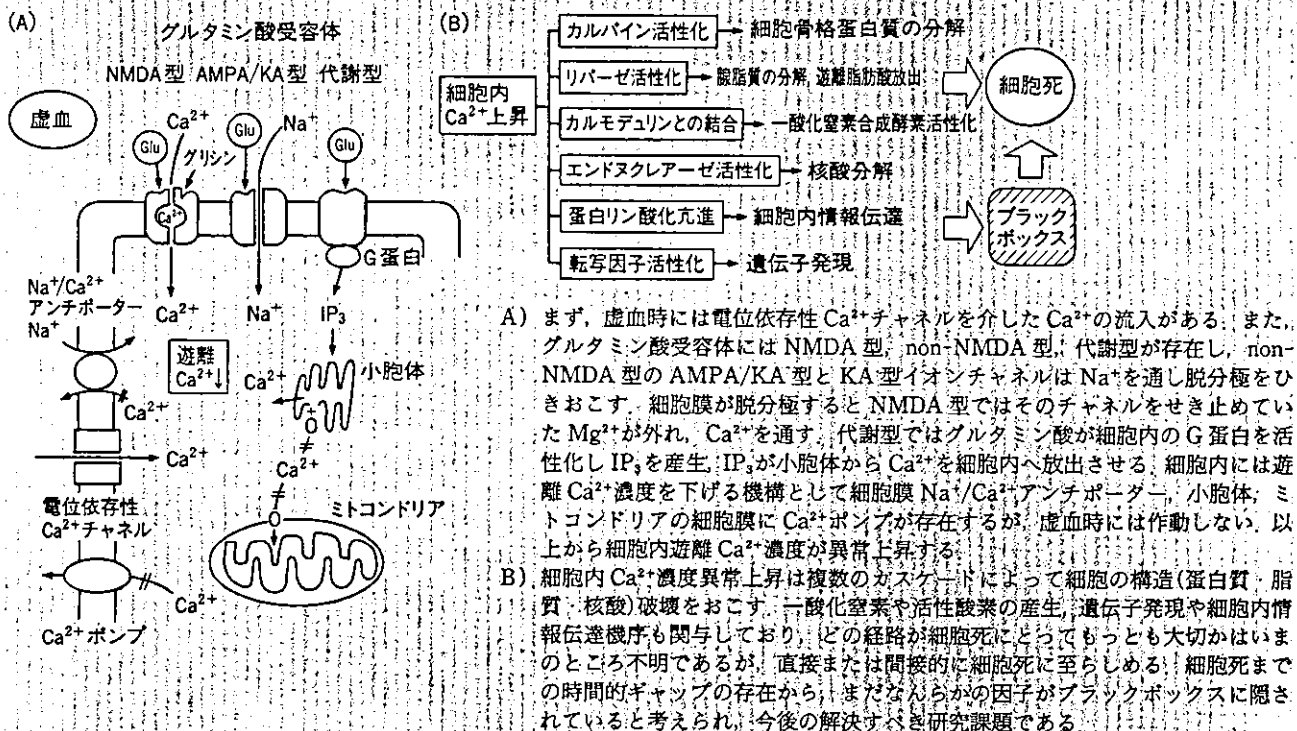 (A)
グルタミン酸受容体
NMDA型 AMPA/KA型 代謝型
虚血
Ca²⁺
Glu
グリシン
Glu
Na⁺
Glu
Ca²⁺
G蛋白
Na⁺/Ca²⁺
アンチポーター
Na⁺
Ca²⁺
Na⁺
IP₃
遊離
Ca²⁺↓
Ca²⁺
小胞体
Ca²⁺
Ca²⁺
Ca²⁺
電位依存性
Ca²⁺チャネル
ミトコンドリア
Ca²⁺
Ca²⁺ポンプ
(B)
細胞内
Ca²⁺上昇
カルパイン活性化→細胞骨格蛋白質の分解
リパーゼ活性化→膜脂質の分解,遊離脂肪酸放出
カルモデュリンとの結合→一酸化窒素合成酵素活性化
エンドヌクレアーゼ活性化→核酸分解
蛋白リン酸化亢進→細胞内情報伝達
転写因子活性化→遺伝子発現
細胞死
ブラック
ボックス
A) まず,虚血時には電位依存性Ca²⁺チャネルを介したCa²⁺の流入がある.また,
グルタミン酸受容体にはNMDA型,non-NMDA型,代謝型が存在し,non-
NMDA型のAMPA/KA型とKA型イオンチャネルはNa⁺を通し脱分極をひ
きおこす.細胞膜が脱分極するとNMDA型ではそのチャネルをせき止めてい
たMg²⁺が外れ,Ca²⁺を通す.代謝型ではグルタミン酸が細胞内のG蛋白を活
性化しIP₃を産生,IP₃が小胞体からCa²⁺を細胞内へ放出させる.細胞内には遊
離Ca²⁺濃度を下げる機構として細胞膜Na⁺/Ca²⁺アンチポーター,小胞体,ミ
トコンドリアの細胞膜にCa²⁺ポンプが存在するが,虚血時には作動しない.以
上から細胞内遊離Ca²⁺濃度が異常上昇する.
B) 細胞内Ca²⁺濃度異常上昇は複数のカスケードによって細胞の構造(蛋白質・脂
質・核酸)破壊をおこす.一酸化窒素や活性酸素の産生,遺伝子発現や細胞内情
報伝達機序も関与しており,どの経路が細胞死にとってもっとも大切かはいま
のところ不明であるが,直接または間接的に細胞死に至らしめる.細胞死まで
の時間的ギャップの存在から,まだなんらかの因子がブラックボックスに隠さ
れていると考えられ,今後の解決すべき研究課題である.